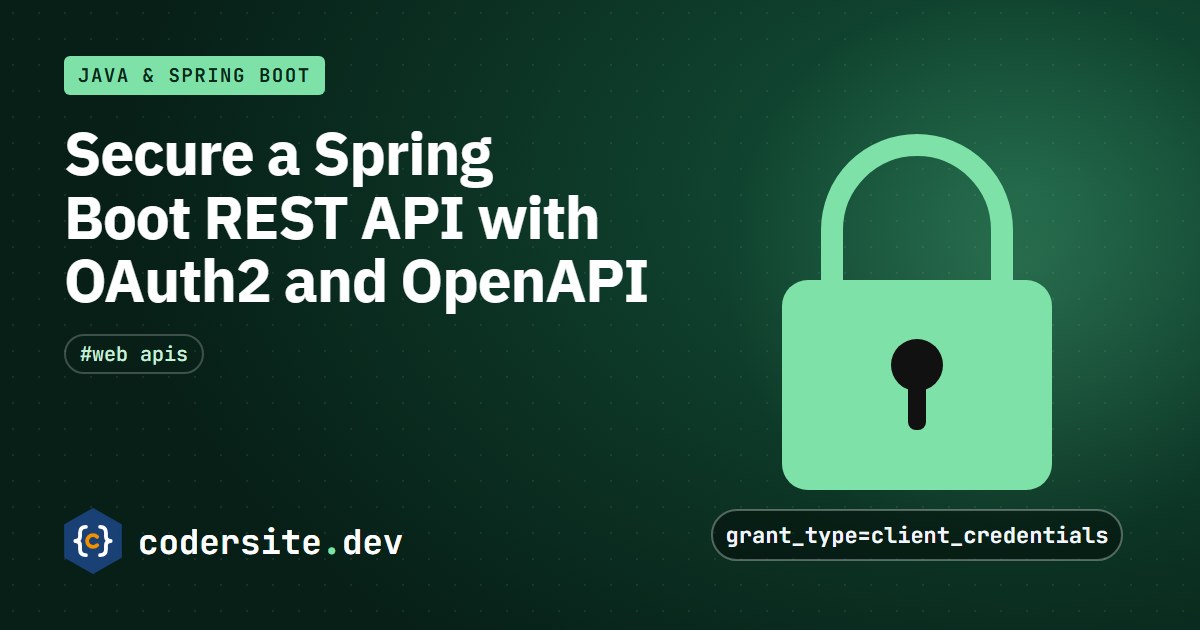 JAVA & SPRING BOOT
Secure a Spring
Boot REST API with
OAuth2 and OpenAPI
#web apis
{c}
codersite.dev
grant_type=client_credentials